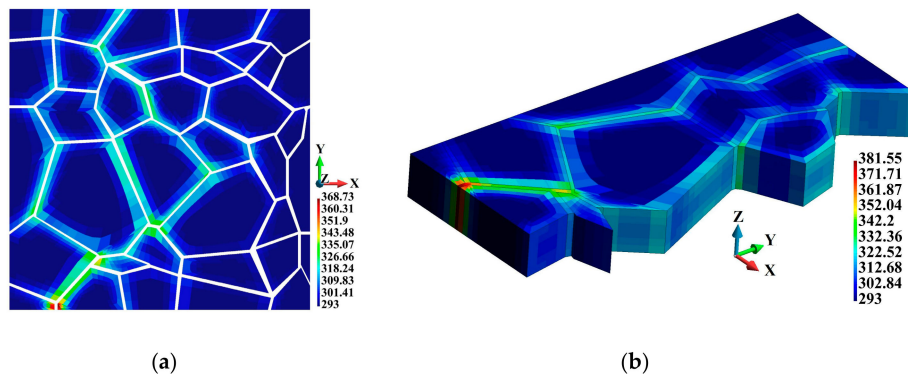 Y
Z X
368.73
360.31
351.9
343.48
335.07
326.66
318.24
309.83
301.41
293
(a)
Z
Y
X
381.55
371.71
361.87
352.04
342.2
332.36
322.52
312.68
302.84
293
(b)